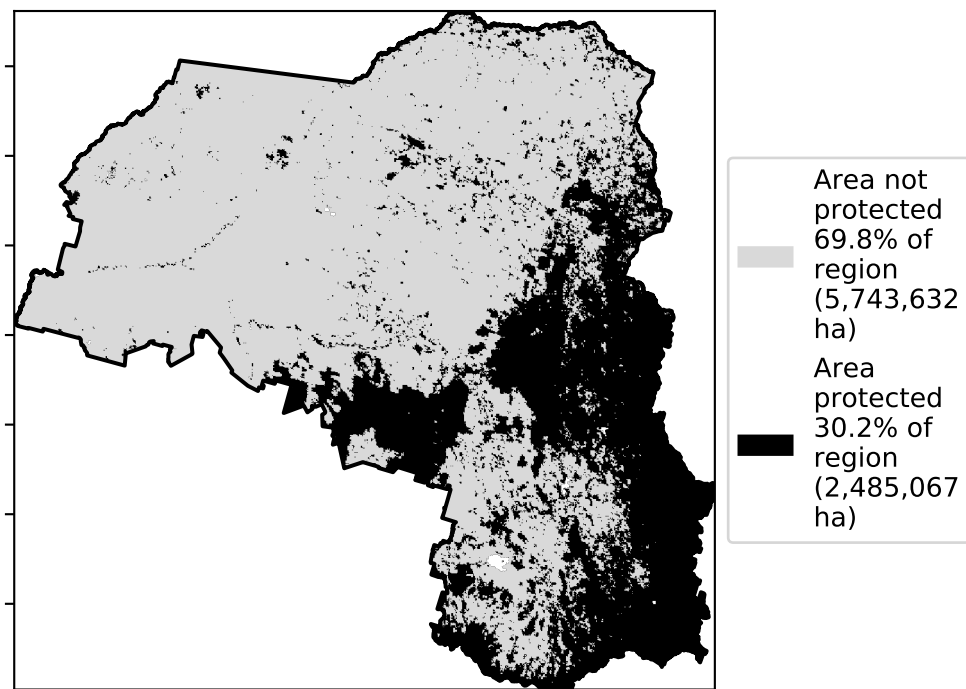 Area not
protected
69.8% of
region
(5,743,632
ha)
Area
protected
30.2% of
region
(2,485,067
ha)